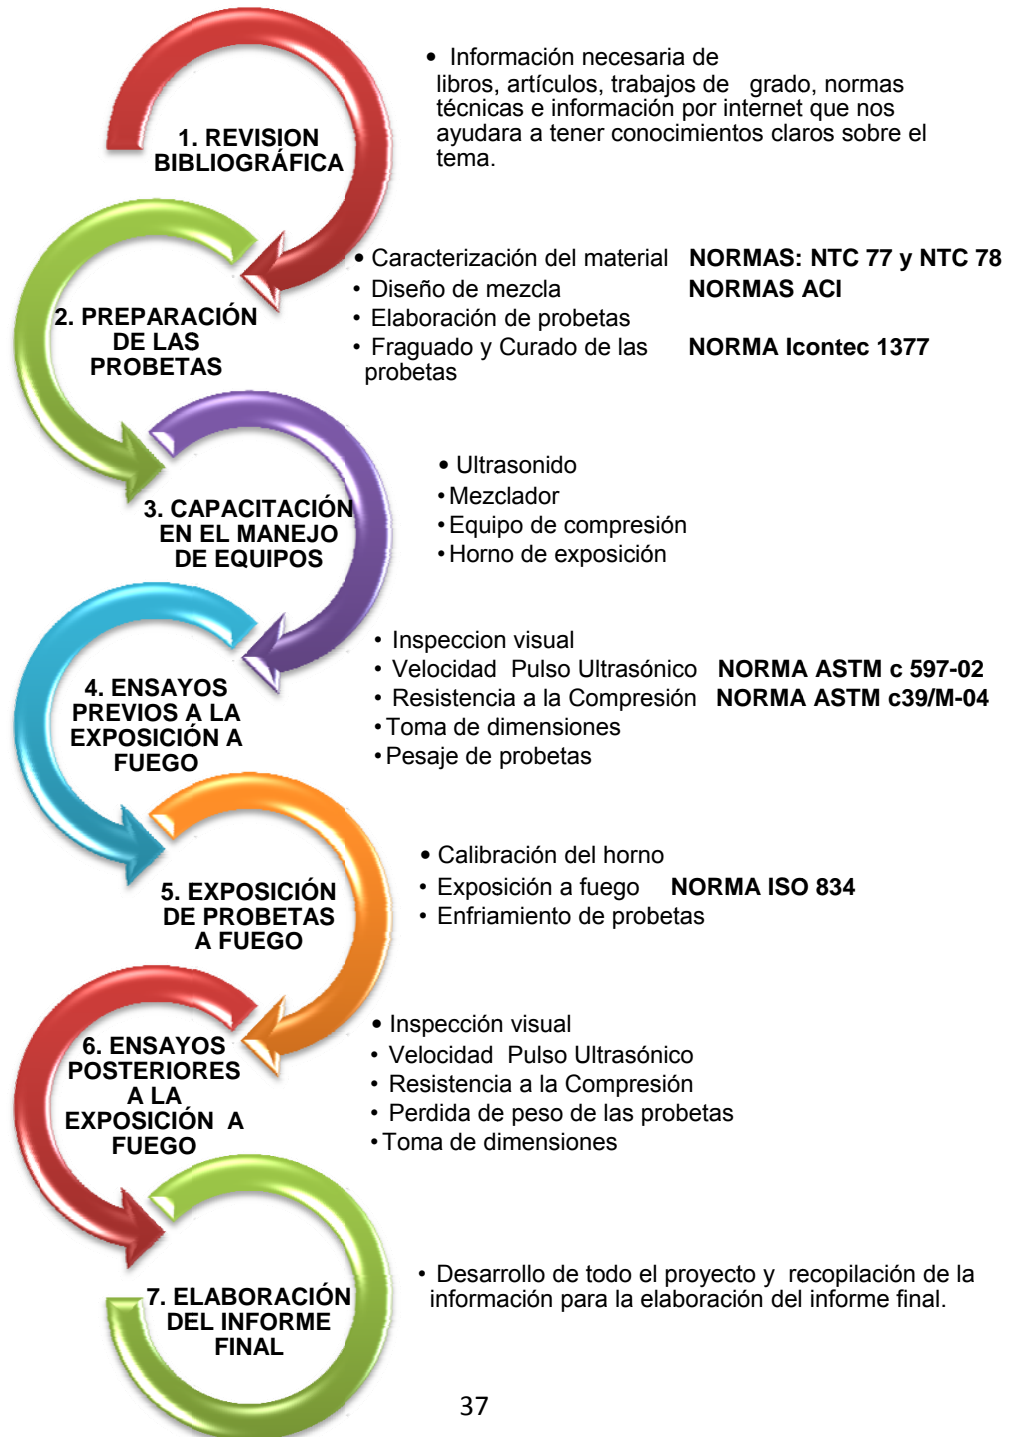 1. REVISION
BIBLIOGRÁFICA
• Información necesaria de
libros, artículos, trabajos de grado, normas
técnicas e información por internet que nos
ayudara a tener conocimientos claros sobre el
tema.
2. PREPARACIÓN
DE LAS
PROBETAS
• Caracterización del material NORMAS: NTC 77 y NTC 78
• Diseño de mezcla NORMAS ACI
• Elaboración de probetas
• Fraguado y Curado de las NORMA Icontec 1377
probetas
3. CAPACITACIÓN
EN EL MANEJO
DE EQUIPOS
• Ultrasonido
• Mezclador
• Equipo de compresión
• Horno de exposición
4. ENSAYOS
PREVIOS A LA
EXPOSICIÓN A
FUEGO
• Inspeccion visual
• Velocidad Pulso Ultrasónico NORMA ASTM c 597-02
• Resistencia a la Compresión NORMA ASTM c39/M-04
• Toma de dimensiones
• Pesaje de probetas
5. EXPOSICIÓN
DE PROBETAS
A FUEGO
• Calibración del horno
• Exposición a fuego NORMA ISO 834
• Enfriamiento de probetas
6. ENSAYOS
POSTERIORES
A LA
EXPOSICIÓN A
FUEGO
• Inspección visual
• Velocidad Pulso Ultrasónico
• Resistencia a la Compresión
• Perdida de peso de las probetas
• Toma de dimensiones
7. ELABORACIÓN
DEL INFORME
FINAL
• Desarrollo de todo el proyecto y recopilación de la
información para la elaboración del informe final.
37